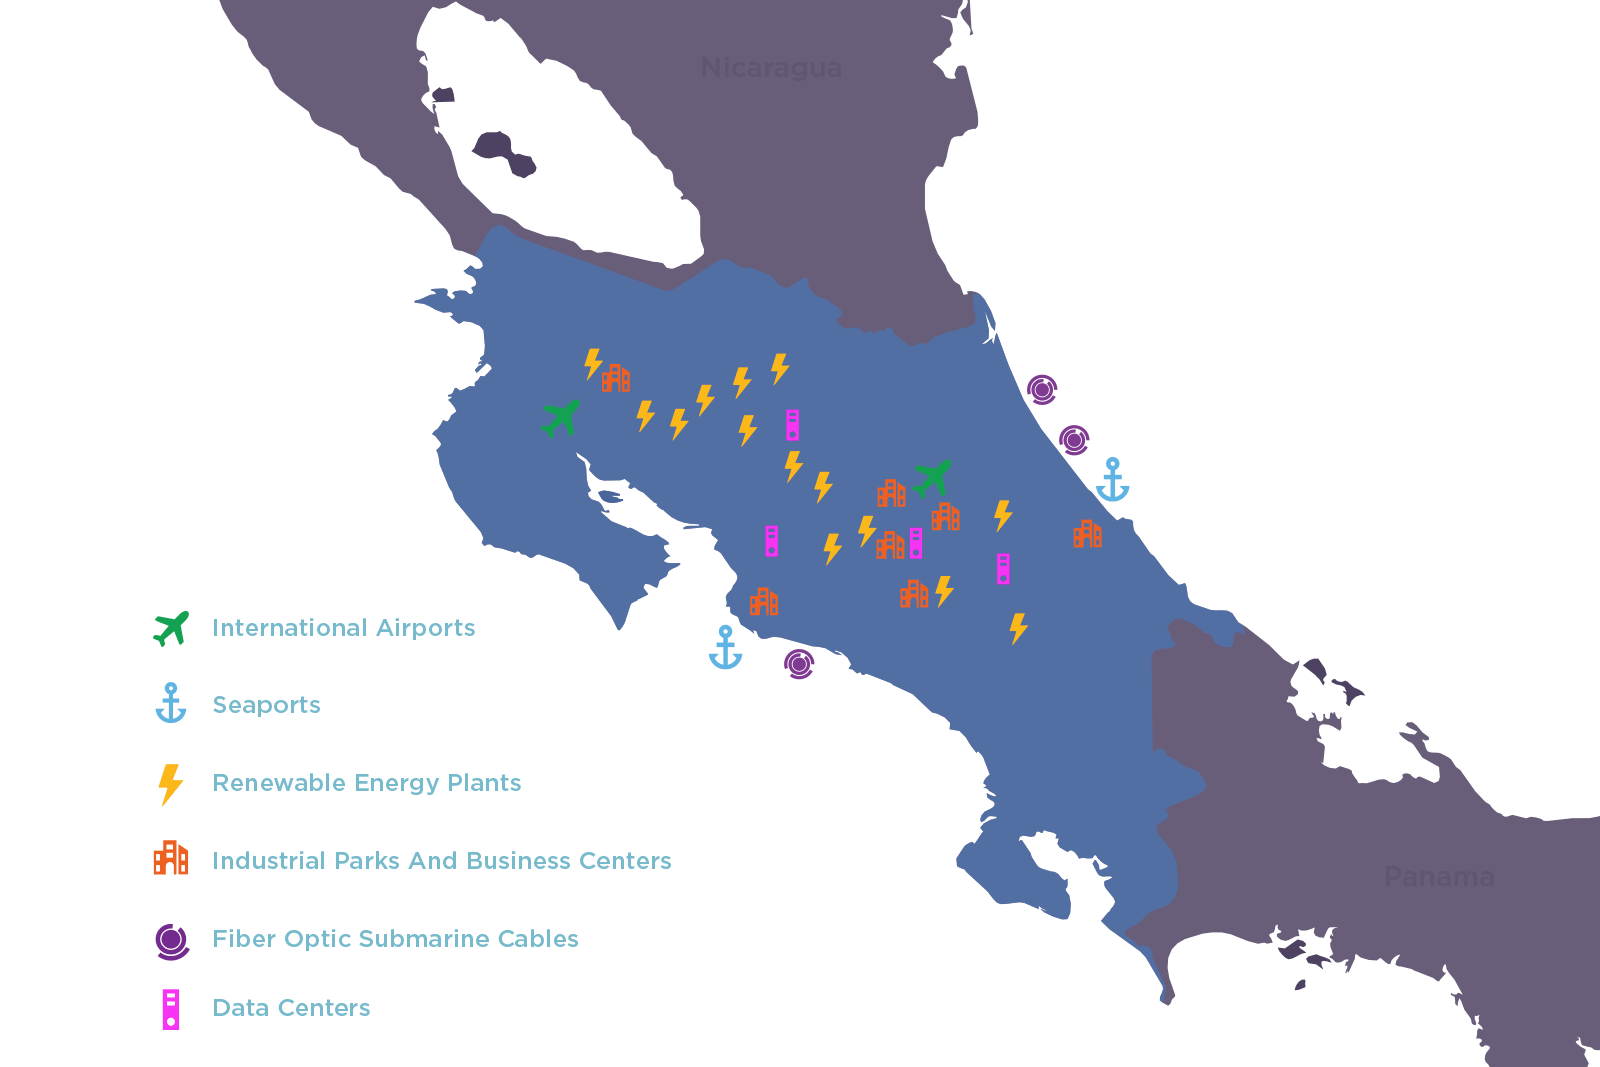 Nicaragua
International Airports
Seaports
Renewable Energy Plants
Industrial Parks And Business Centers
Panama
Fiber Optic Submarine Cables
Data Centers